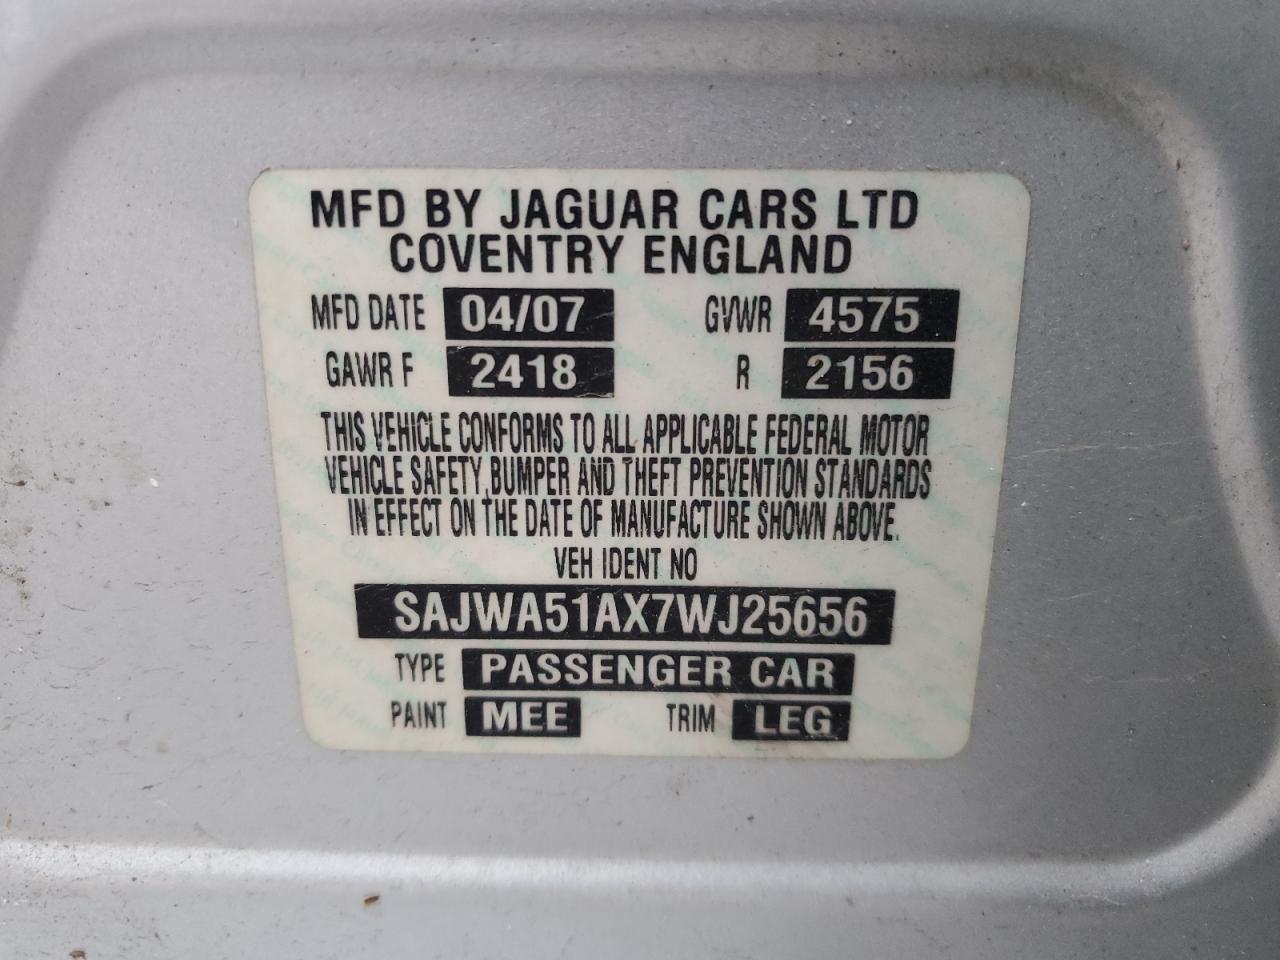 MFD BY JAGUAR CARS LTD
COVENTRY ENGLAND
MFD DATE 04/07 GVWR 4575
GAWR F 2418 R 2156
THIS VEHICLE CONFORMS TO ALL APPLICABLE FEDERAL MOTOR
VEHICLE SAFETY, BUMPER AND THEFT PREVENTION STANDARDS
IN EFFECT ON THE DATE OF MANUFACTURE SHOWN ABOVE.
VEH IDENT NO
SAJWA51AX7WJ25656
TYPE PASSENGER CAR
PAINT MEE TRIM LEG